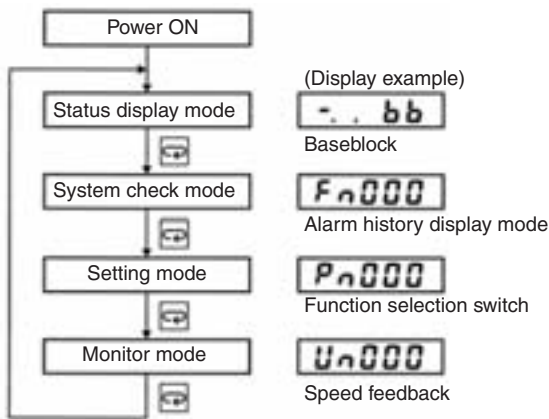 Power ON
(Display example)
Status display mode
-. . bb
Baseblock
System check mode
Fn000
Alarm history display mode
Setting mode
Pn000
Function selection switch
Monitor mode
Un000
Speed feedback